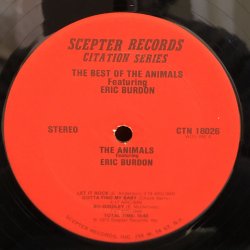 SCEPTER RECORDS
CITATION SERIES
THE BEST OF THE ANIMALS
Featuring
ERIC BURDON
STEREO
CTN 18026
THE ANIMALS
featuring
ERIC BURDON
LET IT ROCK
GOTTA FIND MY BABY
BO DIDDLEY
TOTAL TIME:
SCEPTER RECORDS, INC.